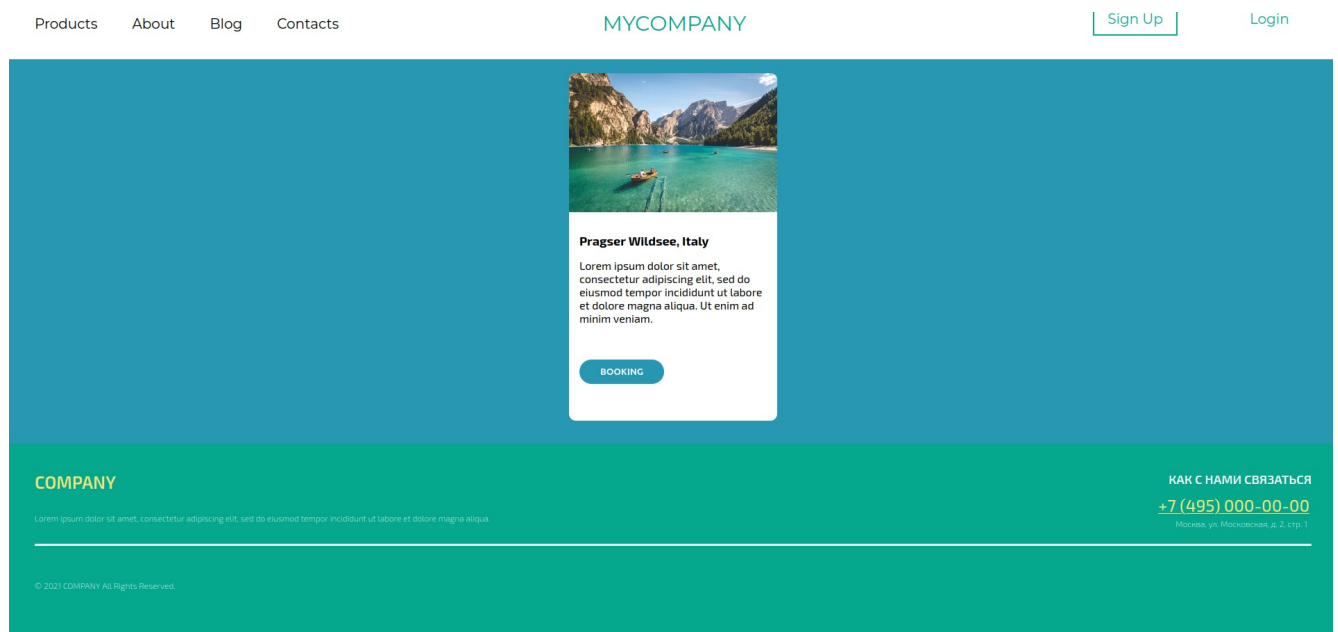 Products About Blog Contacts MYCOMPANY Sign Up Login
Pragser Wildsee, Italy
Lorem ipsum dolor sit amet,
consectetur adipiscing elit, sed do
eiusmod tempor incididunt ut labore
et dolore magna aliqua. Ut enim ad
minim veniam.
BOOKING
COMPANY
Lorem ipsum dolor sit amet, consectetur adipiscing elit, sed do eiusmod tempor incididunt ut labore et dolore magna aliqua.
КАК С НАМИ СВЯЗАТЬСЯ
+7 (495) 000-00-00
Москва, ул. Московская, д. 2, стр. 1
© 2021 COMPANY All Rights Reserved.